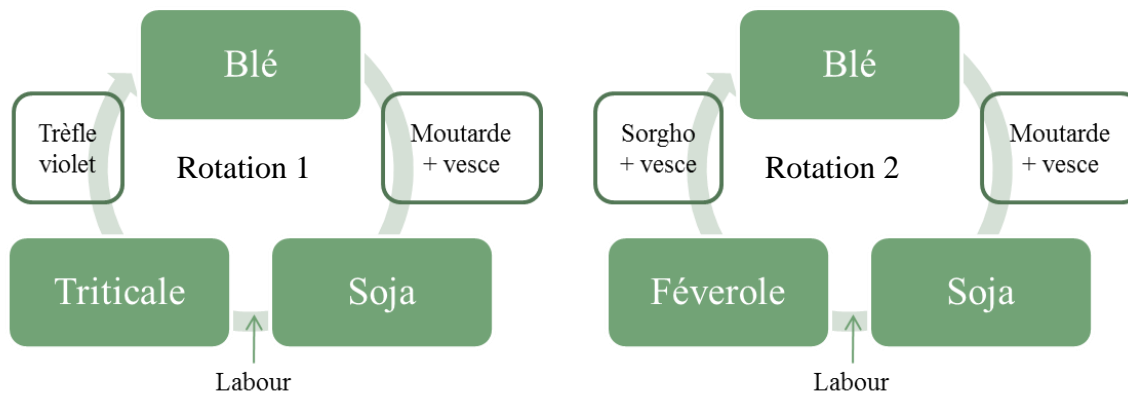 Blé
Trèfle
violet
Moutarde
+ vesce
Rotation 1
Triticale
Soja
Labour
Blé
Sorgho
+ vesce
Moutarde
+ vesce
Rotation 2
Féverole
Soja
Labour